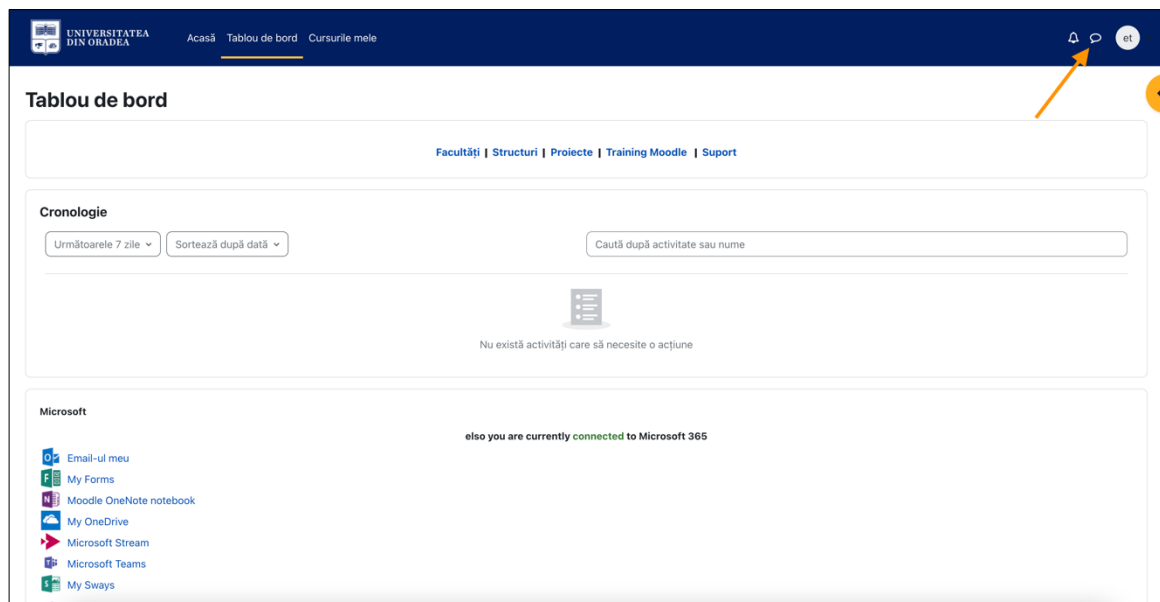 UNIVERSITATEA
DIN ORADEA
Acasă Tablou de bord Cursurile mele
et
Tablou de bord
Facultăți | Structuri | Proiecte | Training Moodle | Suport
Cronologie
Următoarele 7 zile Sortează după dată Caută după activitate sau nume
Nu există activități care să necesite o acțiune
Microsoft
elso you are currently connected to Microsoft 365
Email-ul meu
My Forms
Moodle OneNote notebook
My OneDrive
Microsoft Stream
Microsoft Teams
My Sways